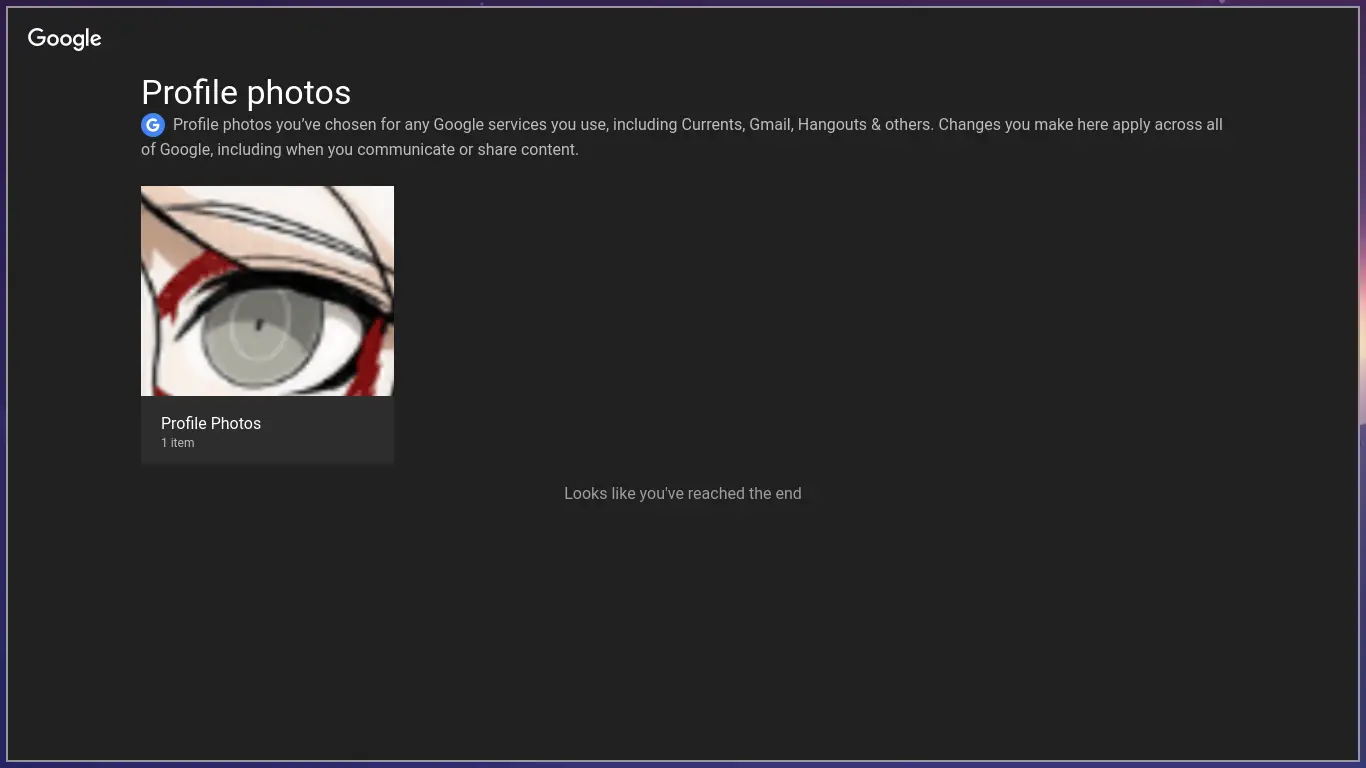 Google
Profile photos
G Profile photos you’ve chosen for any Google services you use, including Currents, Gmail, Hangouts & others. Changes you make here apply across all
of Google, including when you communicate or share content.
Profile Photos
1 item
Looks like you've reached the end